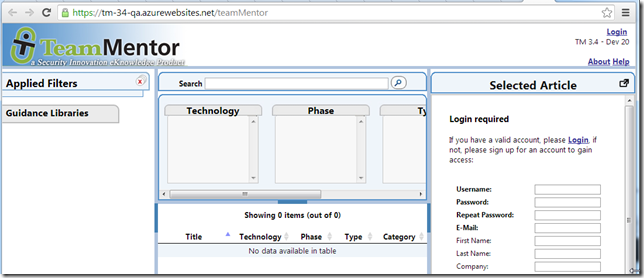 https://tm-34-qa.azurewebsites.net/teamMentor
TeamMentor
a Security Innovation eKnowledge Product
Login
TM 3.4 - Dev 20
About Help
Applied Filters
Guidance Libraries
Search
Technology
Phase
Ty
Showing 0 items (out of 0)
Title Technology Phase Type Category
No data available in table
Selected Article
Login required
If you have a valid account, please Login, if
not, please sign up for an account to gain
access:
Username:
Password:
Repeat Password:
E-Mail:
First Name:
Last Name:
Company: